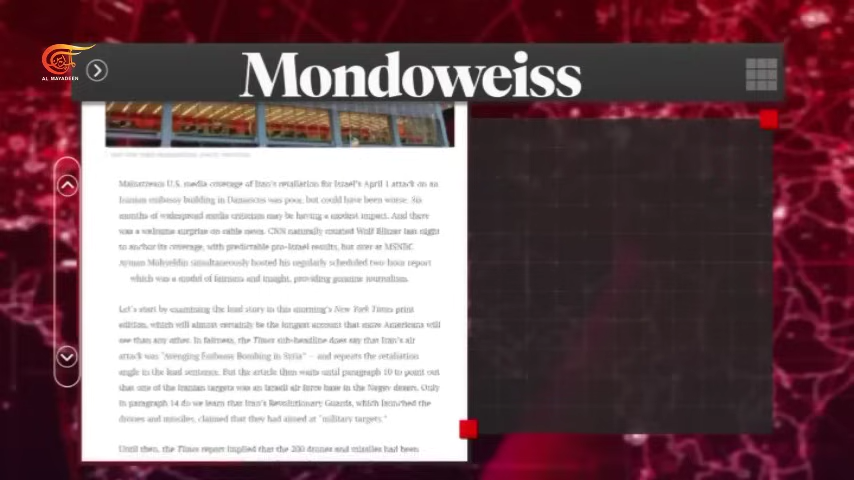 الميادين
AL MAYADEEN
Mondoweiss
Mainstream U.S. media coverage of Iran's retaliation for Israel's April 1 attack on an
Iranian embassy building in Damascus was poor, but could have been worse. Six
months of widespread media criticism may be having a modest impact. And there
was a welcome surprise on cable news. CNN naturally created Wolf Blitzer last night
to anchor its coverage, with predictable pro-Israel results, but over at MSNBC
Ayman Mohyeldin simultaneously hosted his regularly scheduled two-hour report
which was a model of fairness and insight, providing genuine journalism.
Let's start by examining the lead story in this morning's New York Times print
edition, which will almost certainly be the longest account that most Americans will
see than any other. In fairness, the Times sub-headline does say that Iran's air
attack was "Avenging Embassy Bombing in Syria" — and repeats the retaliation
angle in the lead sentence. But the article then waits until paragraph 10 to point out
that one of the Iranian targets was an Israeli air force base in the Negev desert. Only
in paragraph 14 do we learn that Iran's Revolutionary Guards, which launched the
drones and missiles, claimed that they had aimed at "military targets."
Until then, the Times report implied that the 200 drones and missiles had been